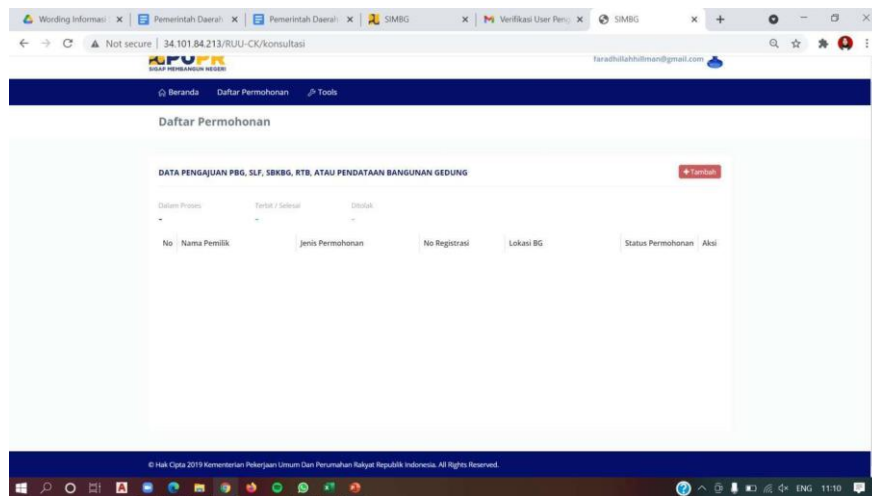 Wording Informasi
Pemerintah Daerah
Pemerintah Daerah
SIMBG
Verifikasi User Peng
SIMBG
Not secure | 34.101.84.213/RUU-CK/konsultasi
PUPR
SIGAP MEMBANGUN NEGERI
faradhillahhillman@gmail.com
Beranda Daftar Permohonan Tools
Daftar Permohonan
DATA PENGAJUAN PBG, SLF, SBKBG, RTB, ATAU PENDATAAN BANGUNAN GEDUNG
+Tambah
Dalam Proses Terbit / Selesai Ditolak
- - -
No Nama Pemilik Jenis Permohonan No Registrasi Lokasi BG Status Permohonan Aksi
© Hak Cipta 2019 Kementerian Pekerjaan Umum Dan Perumahan Rakyat Republik Indonesia. All Rights Reserved.
ENG 11:10